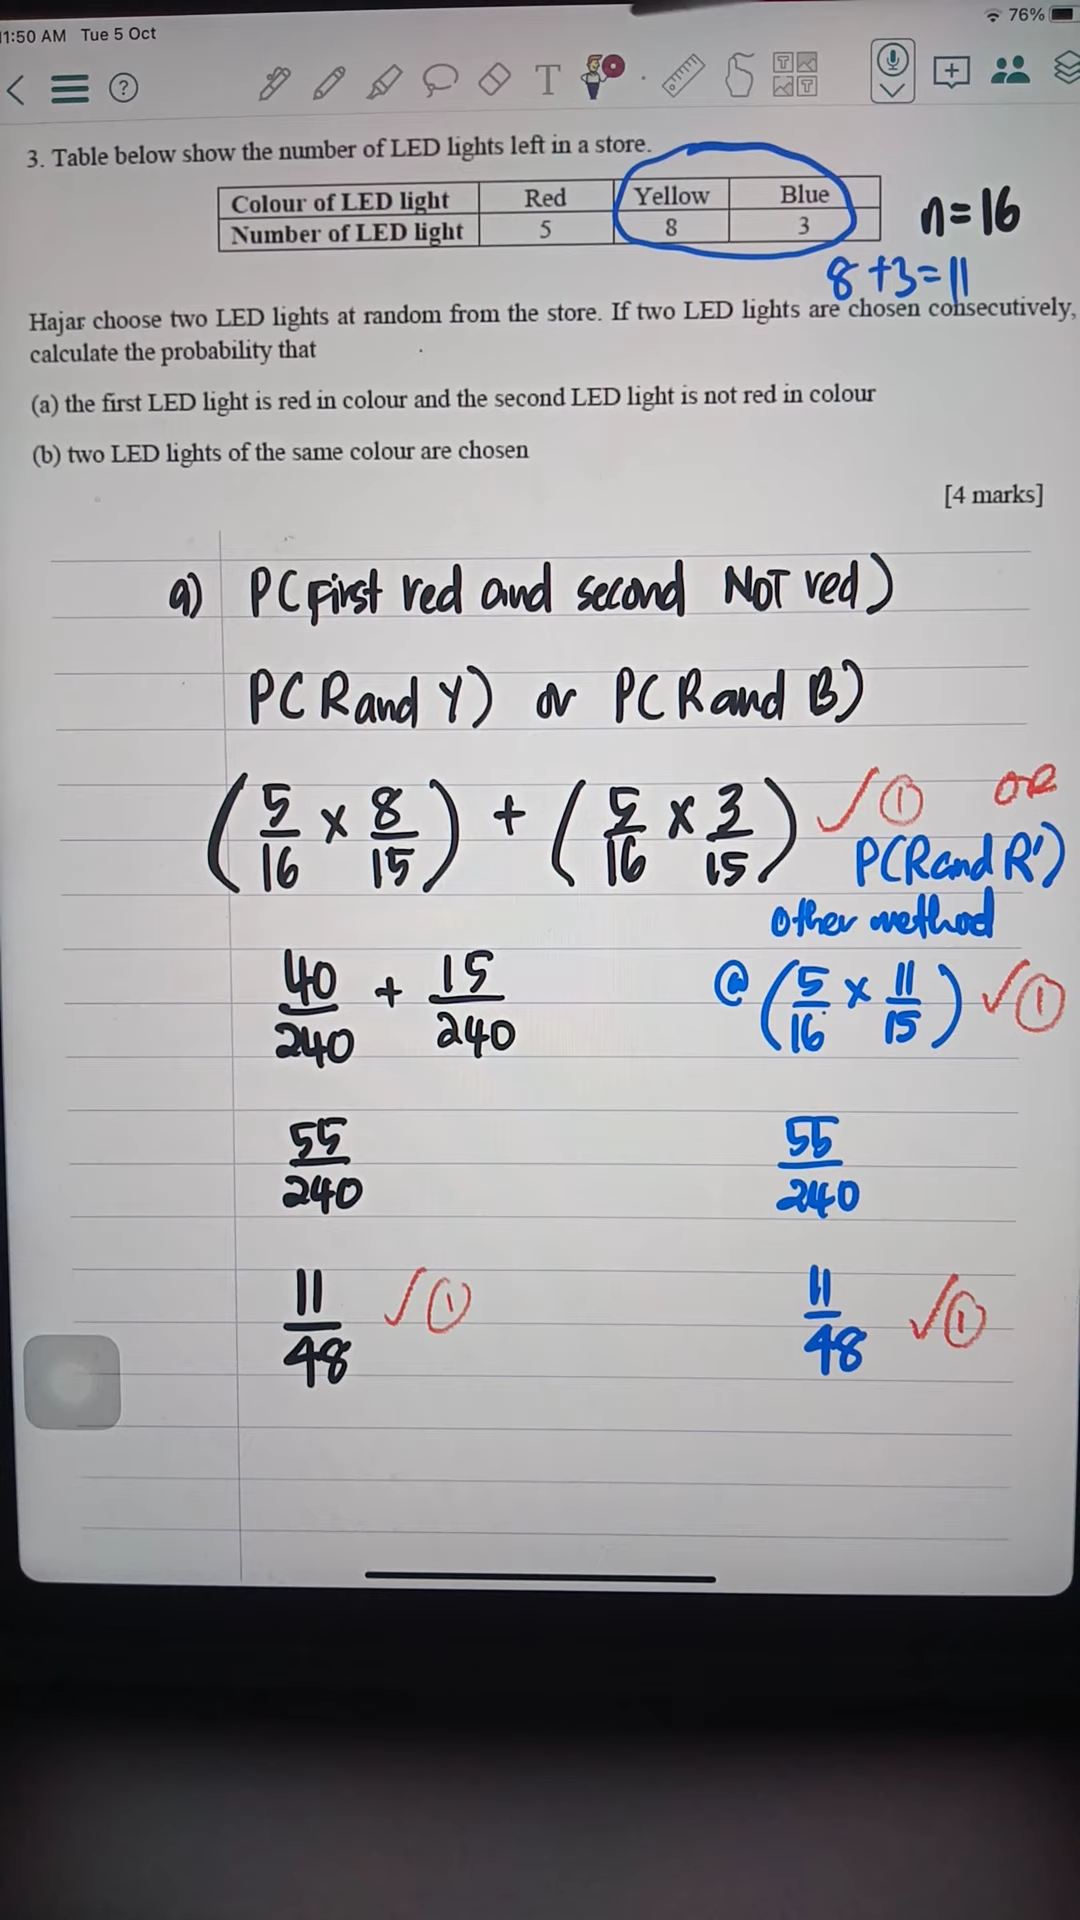 11:50 AM Tue 5 Oct
76%
3. Table below show the number of LED lights left in a store.
Colour of LED light Red Yellow Blue
Number of LED light 5 8 3
n=16
8+3=11
Hajar choose two LED lights at random from the store. If two LED lights are chosen consecutively,
calculate the probability that
(a) the first LED light is red in colour and the second LED light is not red in colour
(b) two LED lights of the same colour are chosen
[4 marks]
a) P(First red and second NOT red)
P(R and Y) or P(R and B)
(5/16 x 8/15) + (5/16 x 3/15) ✓① OR
P(R and R')
other method
40/240 + 15/240
@ (5/16 x 11/15) ✓①
55/240 55/240
11/48 ✓① 11/48 ✓①